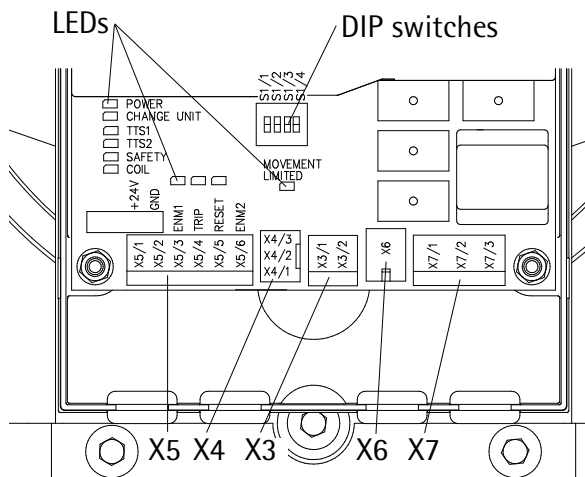 LEDs
DIP switches
S1/1
S1/2
S1/3
S1/4
POWER
CHANGE UNIT
TTS1
TTS2
SAFETY
COIL
MOVEMENT
LIMITED
+24V
GND
ENM1
TRIP
RESET
ENM2
X5/1
X5/2
X5/3
X5/4
X5/5
X5/6
X4/3
X4/2
X4/1
X3/1
X3/2
X6
X7/1
X7/2
X7/3
X5 X4 X3 X6 X7